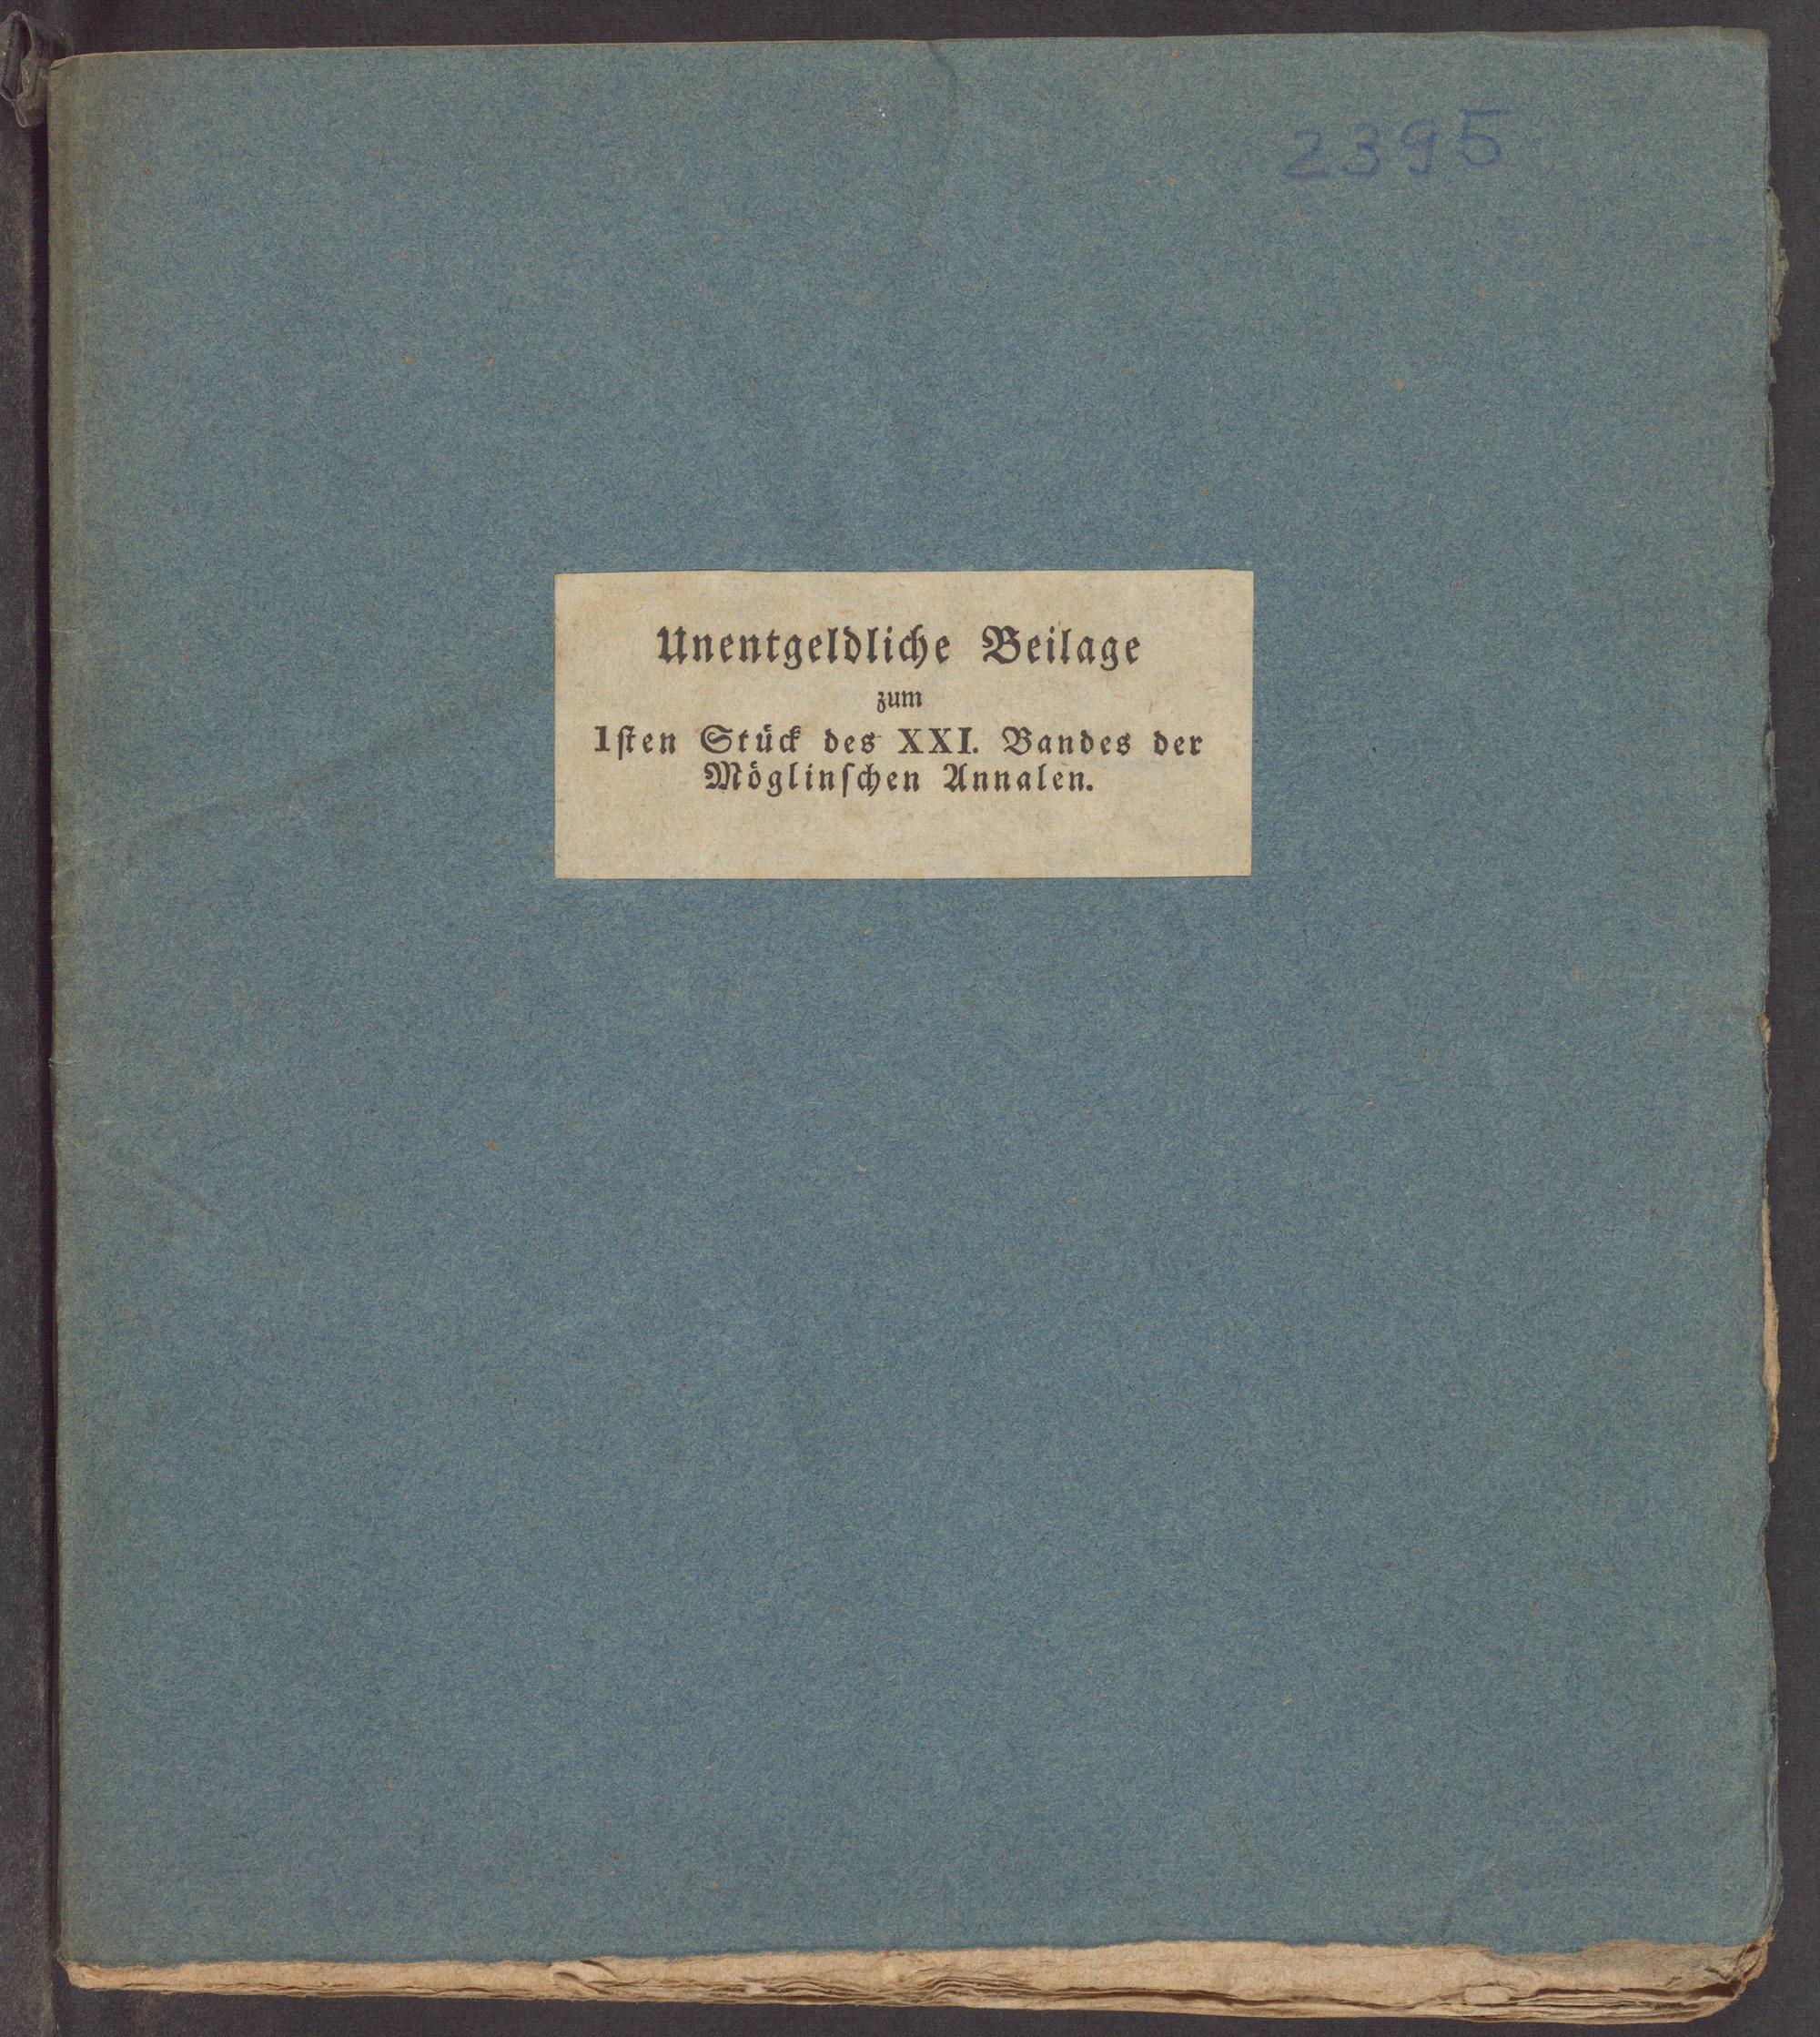 2395
Unentgeldliche Beilage
zum
1ſten Stück des XXI. Bandes der
Möglinſchen Annalen.